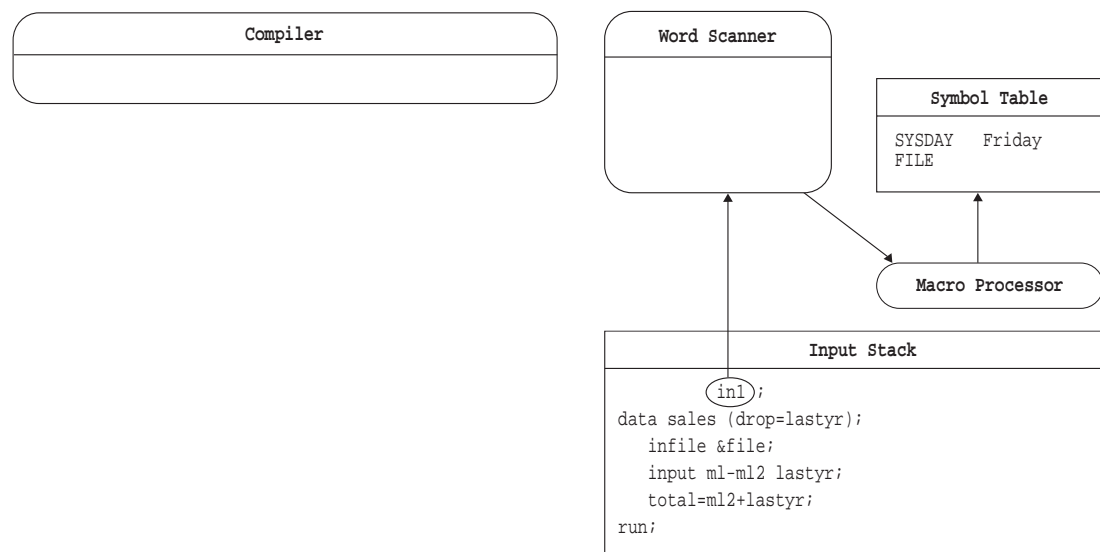 Compiler
Word Scanner
Symbol Table
SYSDAY Friday
FILE
Macro Processor
Input Stack
in1;
data sales (drop=lastyr);
infile &file;
input ml-ml2 lastyr;
total=ml2+lastyr;
run;